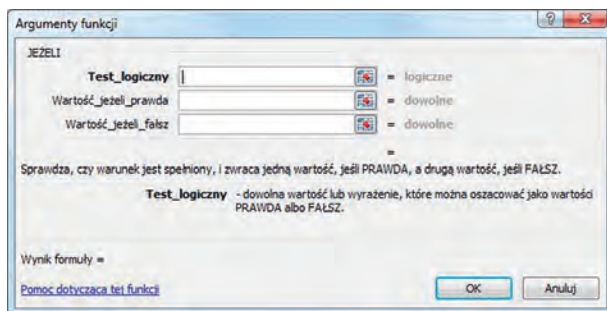 Argumenty funkcji
JEŻELI
Test_logiczny = logiczne
Wartość_jeżeli_prawda = dowolne
Wartość_jeżeli_fałsz = dowolne
=
Sprawdza, czy warunek jest spełniony, i zwraca jedną wartość, jeśli PRAWDA, a drugą wartość, jeśli FAŁSZ.
Test_logiczny - dowolna wartość lub wyrażenie, które można oszacować jako wartości
PRAWDA albo FAŁSZ.
Wynik formuły =
Pomoc dotycząca tej funkcji OK Anuluj